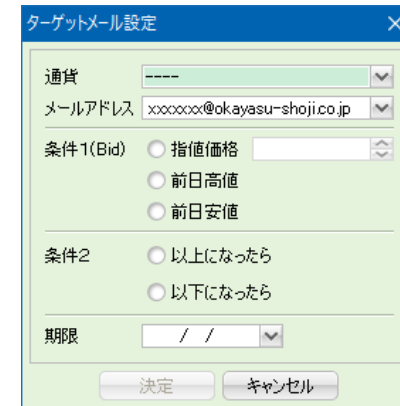 ターゲットメール設定
通貨 ----
メールアドレス xxxxxxx@okayasu-shoji.co.jp
条件1(Bid) 指値価格
前日高値
前日安値
条件2 以上になったら
以下になったら
期限 / /
決定 キャンセル